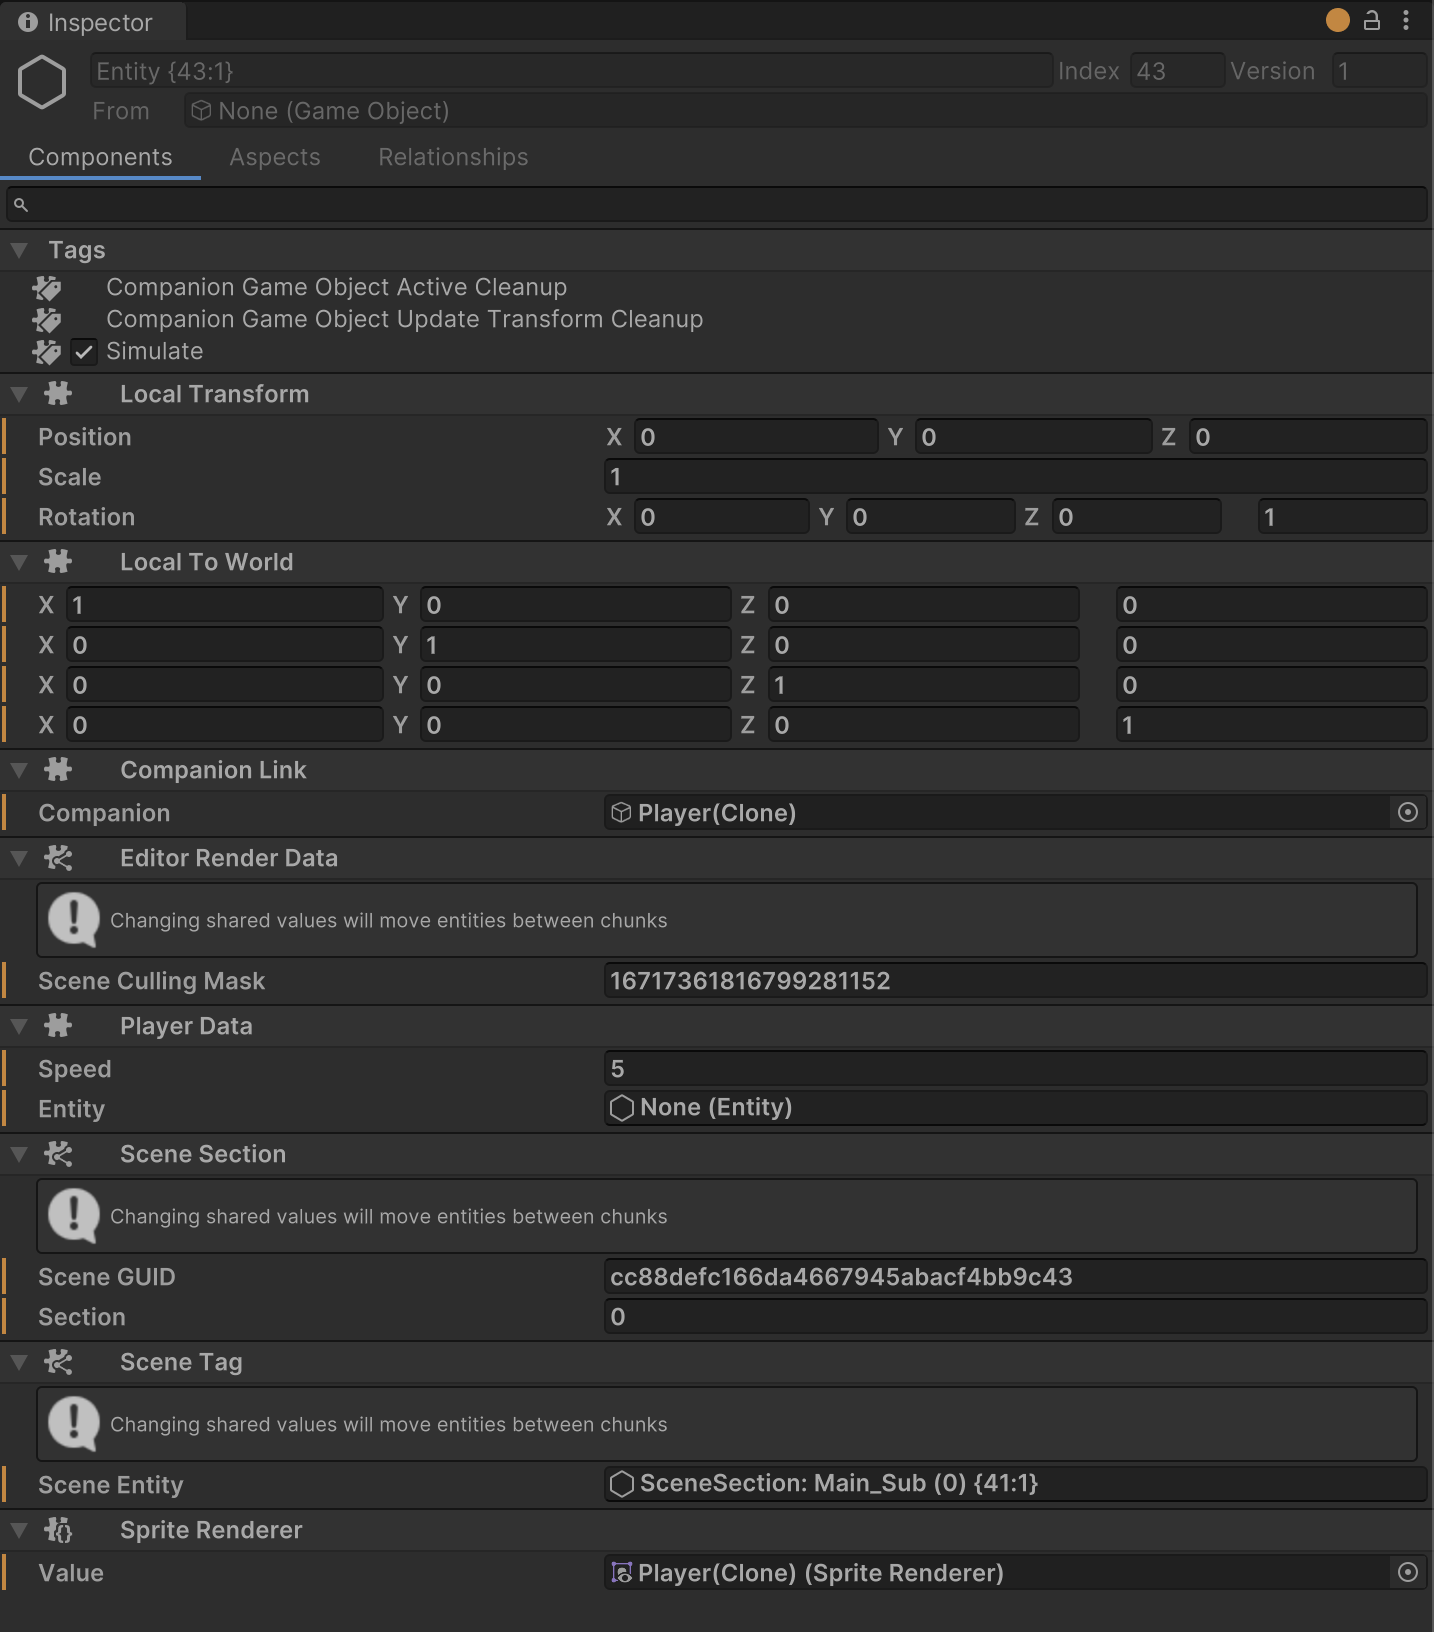 Inspector
Entity {43:1} Index 43 Version 1
From None (Game Object)
Components Aspects Relationships
Tags
Companion Game Object Active Cleanup
Companion Game Object Update Transform Cleanup
Simulate
Local Transform
Position X 0 Y 0 Z 0
Scale 1
Rotation X 0 Y 0 Z 0 1
Local To World
X 1 Y 0 Z 0 0
X 0 Y 1 Z 0 0
X 0 Y 0 Z 1 0
X 0 Y 0 Z 0 1
Companion Link
Companion Player(Clone)
Editor Render Data
Changing shared values will move entities between chunks
Scene Culling Mask 16717361816799281152
Player Data
Speed 5
Entity None (Entity)
Scene Section
Changing shared values will move entities between chunks
Scene GUID cc88defc166da4667945abacf4bb9c43
Section 0
Scene Tag
Changing shared values will move entities between chunks
Scene Entity SceneSection: Main_Sub (0) {41:1}
Sprite Renderer
Value Player(Clone) (Sprite Renderer)